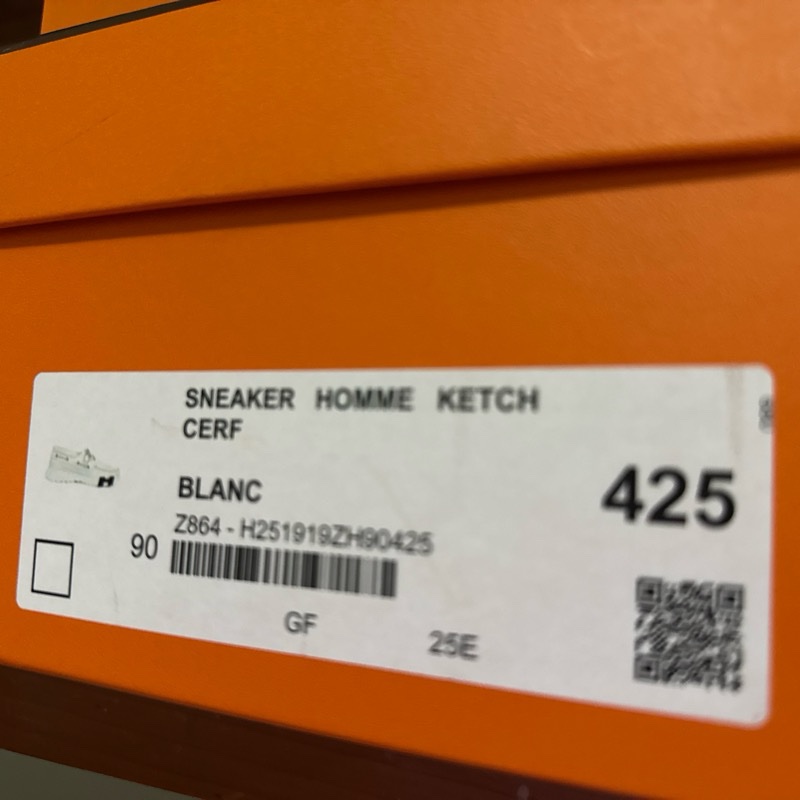 SNEAKER HOMME KETCH
CERF
BLANC
425
Z864 - H251919ZH90425
90
GF
25E